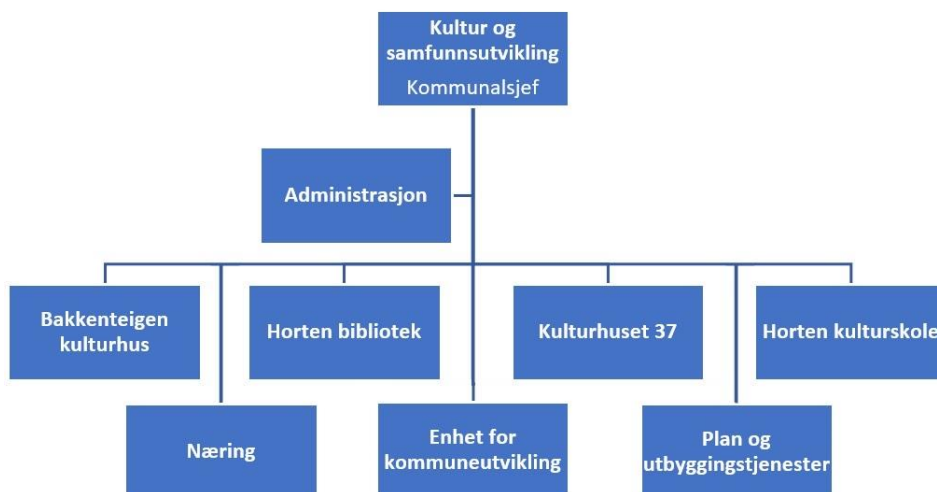 Kultur og
samfunnsutvikling
Kommunalsjef
Administrasjon
Bakkenteigen
kulturhus
Horten bibliotek
Kulturhuset 37
Horten kulturskole
Næring
Enhet for
kommuneutvikling
Plan og
utbyggingstjenester